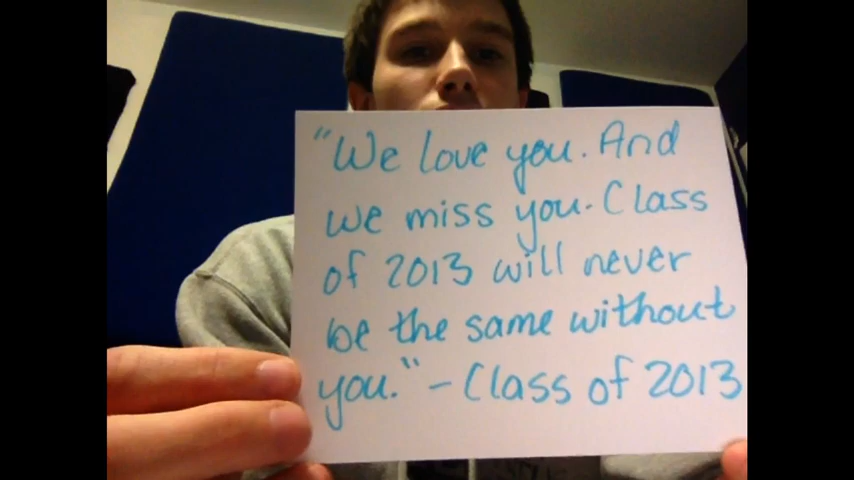 "We love you. And
we miss you. Class
of 2013 will never
be the same without
you." - Class of 2013